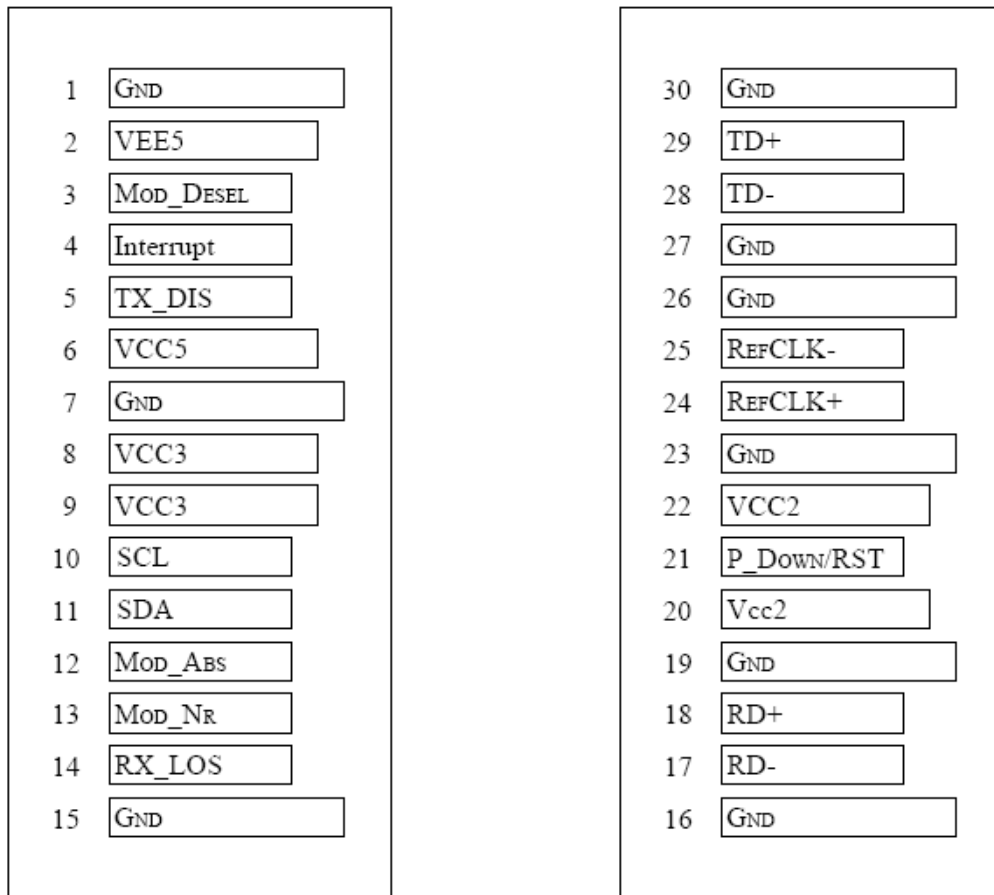 1 GND
2 VEE5
3 MOD_DESEL
4 Interrupt
5 TX_DIS
6 VCC5
7 GND
8 VCC3
9 VCC3
10 SCL
11 SDA
12 MOD_ABS
13 MOD_NR
14 RX_LOS
15 GND
30 GND
29 TD+
28 TD-
27 GND
26 GND
25 REFCLK-
24 REFCLK+
23 GND
22 VCC2
21 P_DOWN/RST
20 Vcc2
19 GND
18 RD+
17 RD-
16 GND